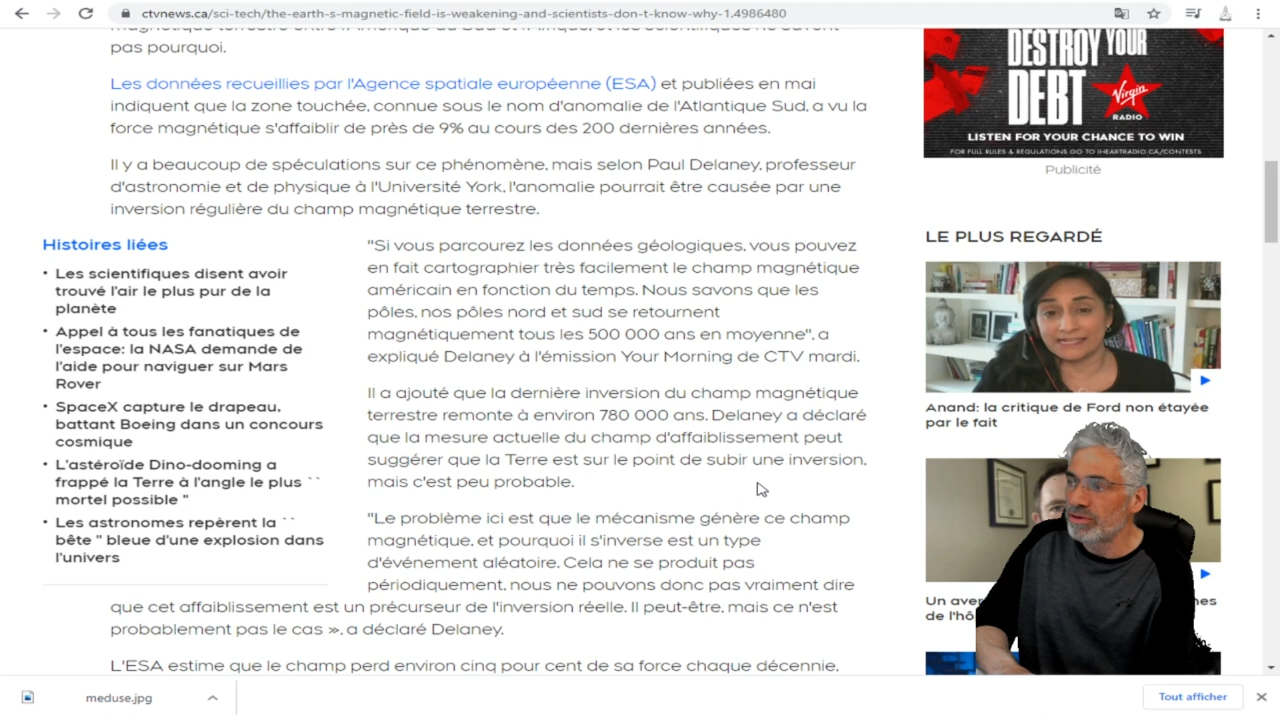 ctvnews.ca/sci-tech/the-earth-s-magnetic-field-is-weakening-and-scientists-don-t-know-why-1.4986480
pas pourquoi.
Les données recueillies par l'Agence spatiale européenne (ESA) et publiées en mai
indiquent que la zone touchée, connue sous le nom d'anomalie de l'Atlantique Sud, a vu la
force magnétique s'affaiblir de près de 9% au cours des 200 dernières années.
Il y a beaucoup de spéculations sur ce phénomène, mais selon Paul Delaney, professeur
d'astronomie et de physique à l'Université York, l'anomalie pourrait être causée par une
inversion régulière du champ magnétique terrestre.
Histoires liées
• Les scientifiques disent avoir
trouvé l'air le plus pur de la
planète
• Appel à tous les fanatiques de
l'espace: la NASA demande de
l'aide pour naviguer sur Mars
Rover
• SpaceX capture le drapeau,
battant Boeing dans un concours
cosmique
• L'astéroïde Dino-dooming a
frappé la Terre à l'angle le plus ``
mortel possible "
• Les astronomes repèrent la ``
bête " bleue d'une explosion dans
l'univers
"Si vous parcourez les données géologiques, vous pouvez
en fait cartographier très facilement le champ magnétique
américain en fonction du temps. Nous savons que les
pôles, nos pôles nord et sud se retournent
magnétiquement tous les 500 000 ans en moyenne", a
expliqué Delaney à l'émission Your Morning de CTV mardi.
Il a ajouté que la dernière inversion du champ magnétique
terrestre remonte à environ 780 000 ans. Delaney a déclaré
que la mesure actuelle du champ d'affaiblissement peut
suggérer que la Terre est sur le point de subir une inversion,
mais c'est peu probable.
"Le problème ici est que le mécanisme génère ce champ
magnétique, et pourquoi il s'inverse est un type
d'événement aléatoire. Cela ne se produit pas
périodiquement, nous ne pouvons donc pas vraiment dire
que cet affaiblissement est un précurseur de l'inversion réelle. Il peut-être, mais ce n'est
probablement pas le cas », a déclaré Delaney.
L'ESA estime que le champ perd environ cinq pour cent de sa force chaque décennie,
DESTROY YOUR
DEBT
Virgin
RADIO
LISTEN FOR YOUR CHANCE TO WIN
FOR FULL RULES & REGULATIONS GO TO IHEARTRADIO.CA/CONTESTS
Publicité
LE PLUS REGARDÉ
Anand: la critique de Ford non étayée
par le fait
Un
de l'hô
meduse.jpg
Tout afficher